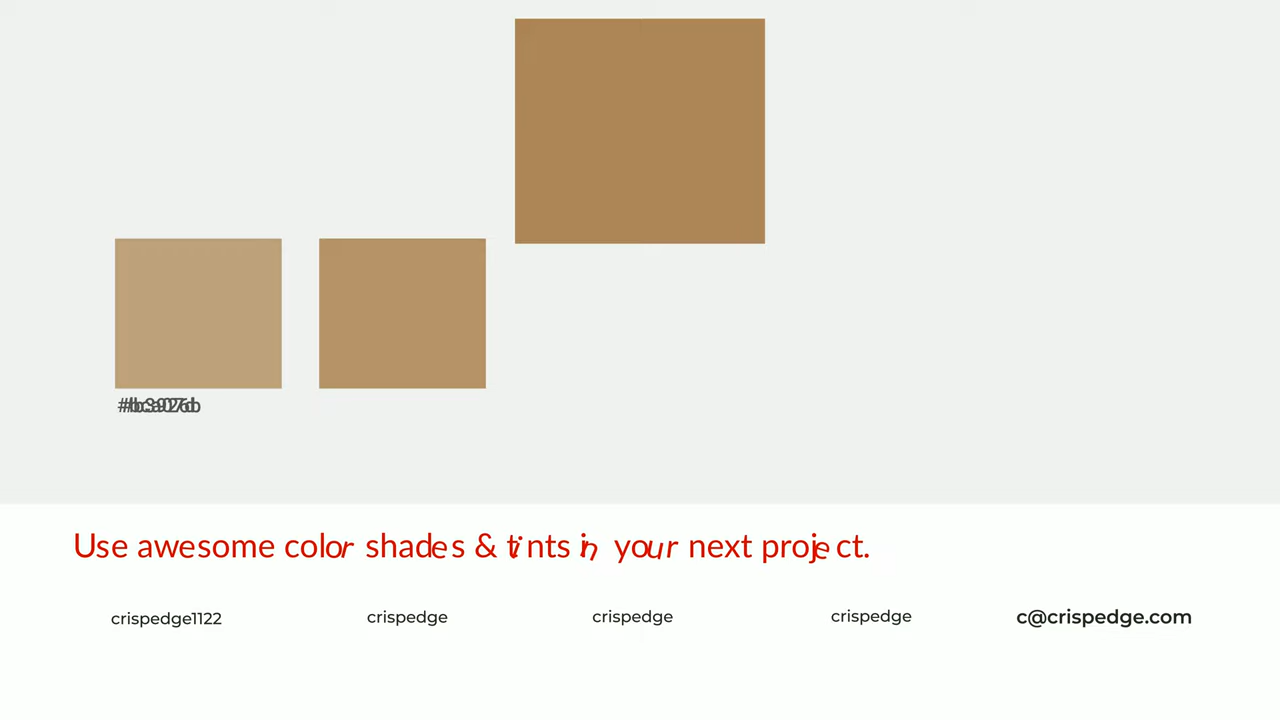 Use awesome color shades & tints in your next project.
crispedge1122 crispedge crispedge crispedge c@crispedge.com